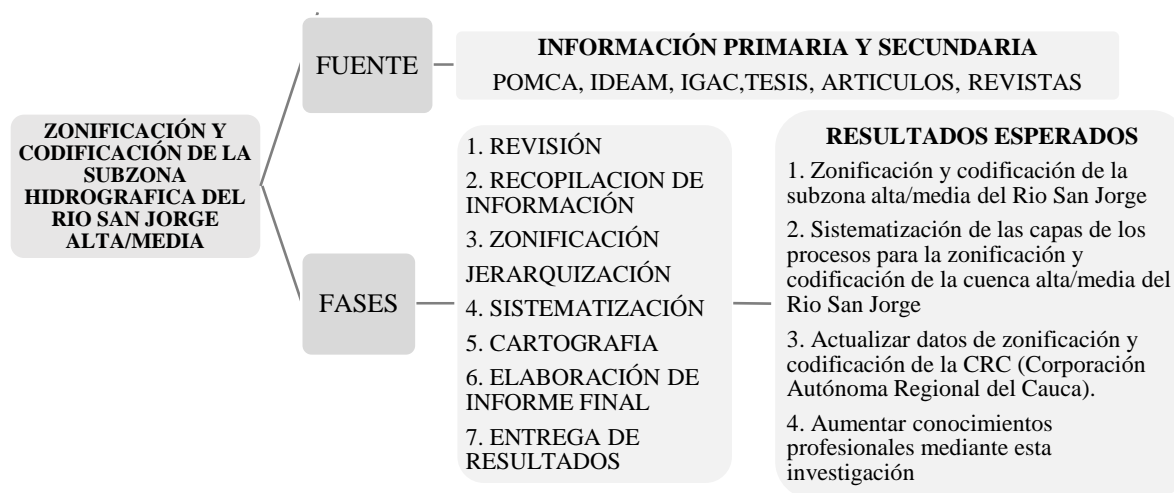 ZONIFICACIÓN Y
CODIFICACIÓN DE LA
SUBZONA
HIDROGRAFICA DEL
RIO SAN JORGE
ALTA/MEDIA
FUENTE
INFORMACIÓN PRIMARIA Y SECUNDARIA
POMCA, IDEAM, IGAC,TESIS, ARTICULOS, REVISTAS
FASES
1. REVISIÓN
2. RECOPILACION DE
INFORMACIÓN
3. ZONIFICACIÓN
JERARQUIZACIÓN
4. SISTEMATIZACIÓN
5. CARTOGRAFIA
6. ELABORACIÓN DE
INFORME FINAL
7. ENTREGA DE
RESULTADOS
RESULTADOS ESPERADOS
1. Zonificación y codificación de la
subzona alta/media del Rio San Jorge
2. Sistematización de las capas de los
procesos para la zonificación y
codificación de la cuenca alta/media del
Rio San Jorge
3. Actualizar datos de zonificación y
codificación de la CRC (Corporación
Autónoma Regional del Cauca).
4. Aumentar conocimientos
profesionales mediante esta
investigación